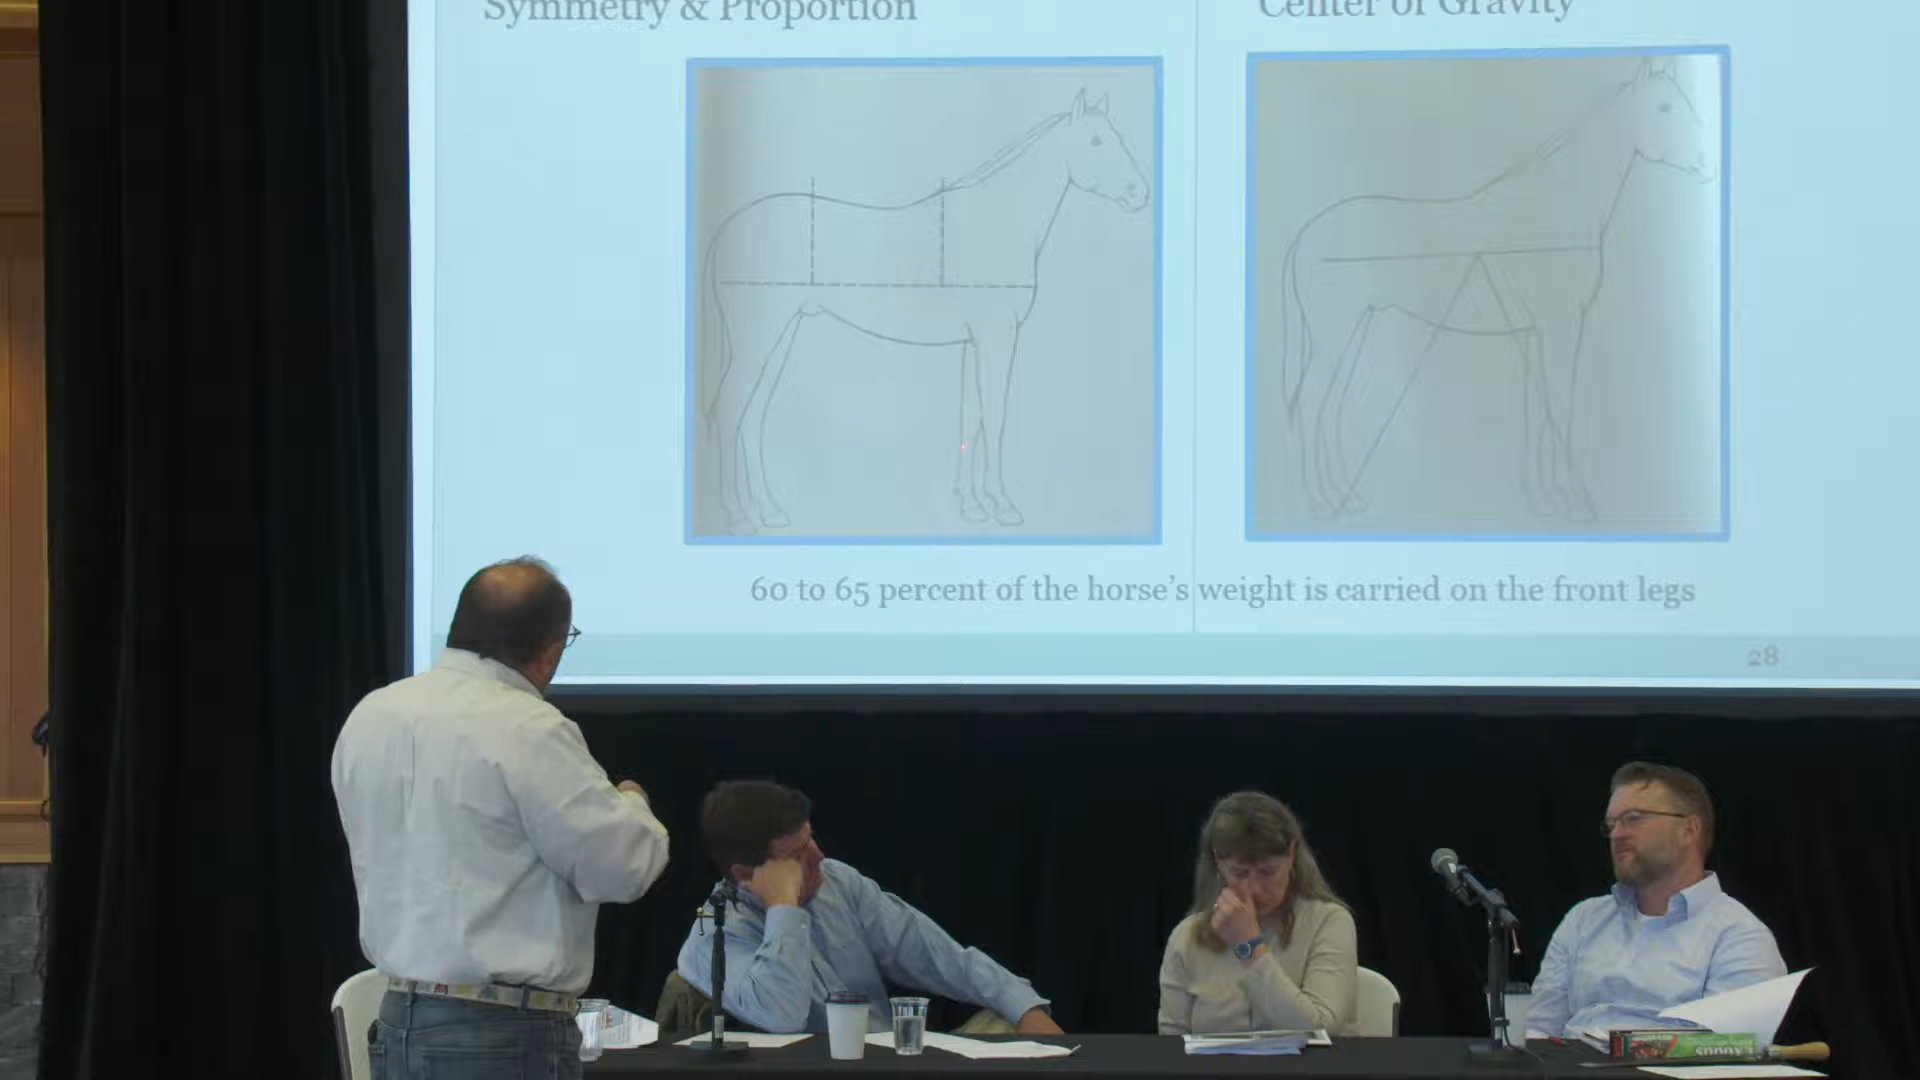 Symmetry & Proportion
Center of Gravity
60 to 65 percent of the horse's weight is carried on the front legs
28